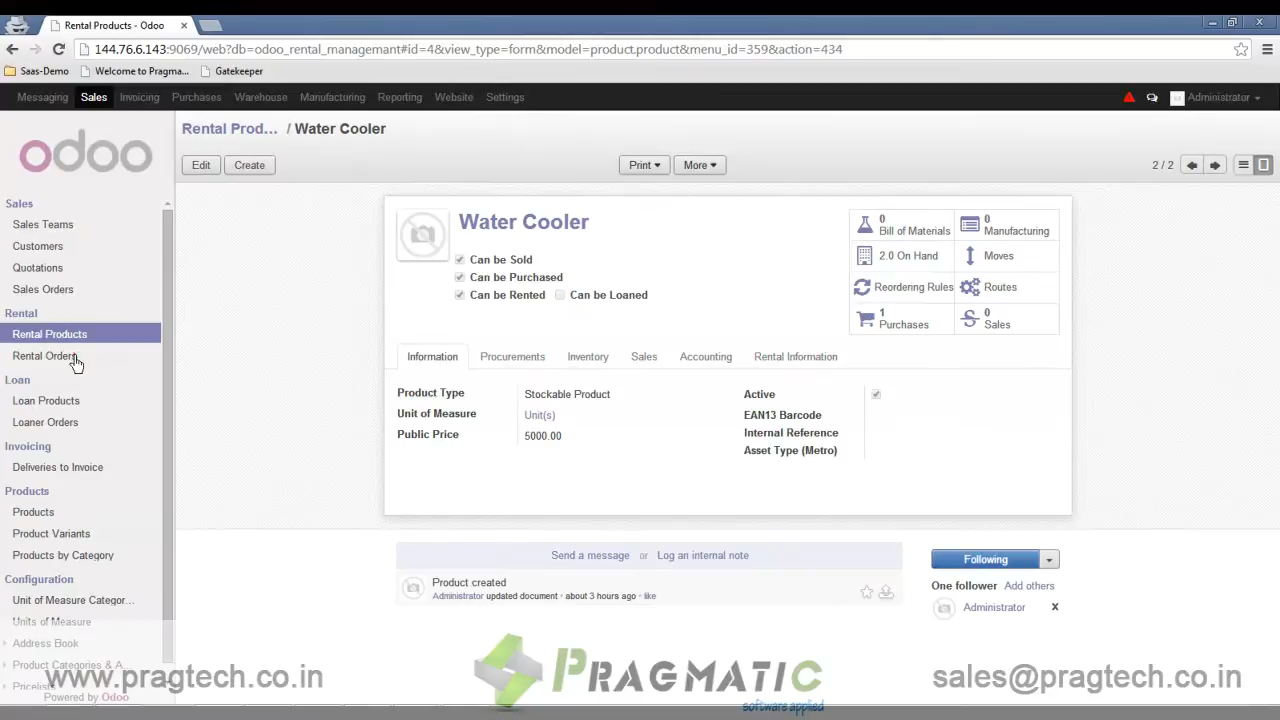 Rental Products - Odoo
144.76.6.143:9069/web?db=odoo_rental_managemant#id=4&view_type=form&model=product.product&menu_id=359&action=434
Saas-Demo Welcome to Pragma... Gatekeeper
Messaging Sales Invoicing Purchases Warehouse Manufacturing Reporting Website Settings Administrator
odoo
Rental Prod... / Water Cooler
Edit Create Print More 2 / 2
Sales
Sales Teams
Customers
Quotations
Sales Orders
Rental
Rental Products
Rental Orders
Loan
Loan Products
Loaner Orders
Invoicing
Deliveries to Invoice
Products
Products
Product Variants
Products by Category
Configuration
Unit of Measure Categor...
Units of Measure
Address Book
Product Categories & A...
Pricelists
Powered by Odoo
Water Cooler
Can be Sold
Can be Purchased
Can be Rented Can be Loaned
0 Bill of Materials
0 Manufacturing
2.0 On Hand
Moves
Reordering Rules
Routes
1 Purchases
0 Sales
Information Procurements Inventory Sales Accounting Rental Information
Product Type Stockable Product
Unit of Measure Unit(s)
Public Price 5000.00
Active
EAN13 Barcode
Internal Reference
Asset Type (Metro)
Send a message or Log an internal note
Product created
Administrator updated document • about 3 hours ago • like
Following
One follower Add others
Administrator x
www.pragtech.co.in
PRAGMATIC
software applied
sales@pragtech.co.in